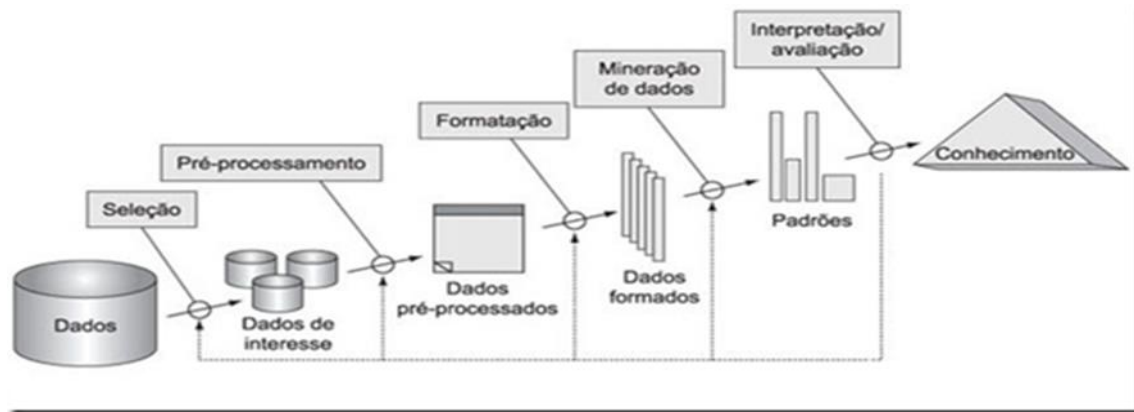 Interpretação/
avaliação
Mineração
de dados
Formatação
Pré-processamento
Seleção
Conhecimento
Padrões
Dados
formados
Dados
pré-processados
Dados de
interesse
Dados